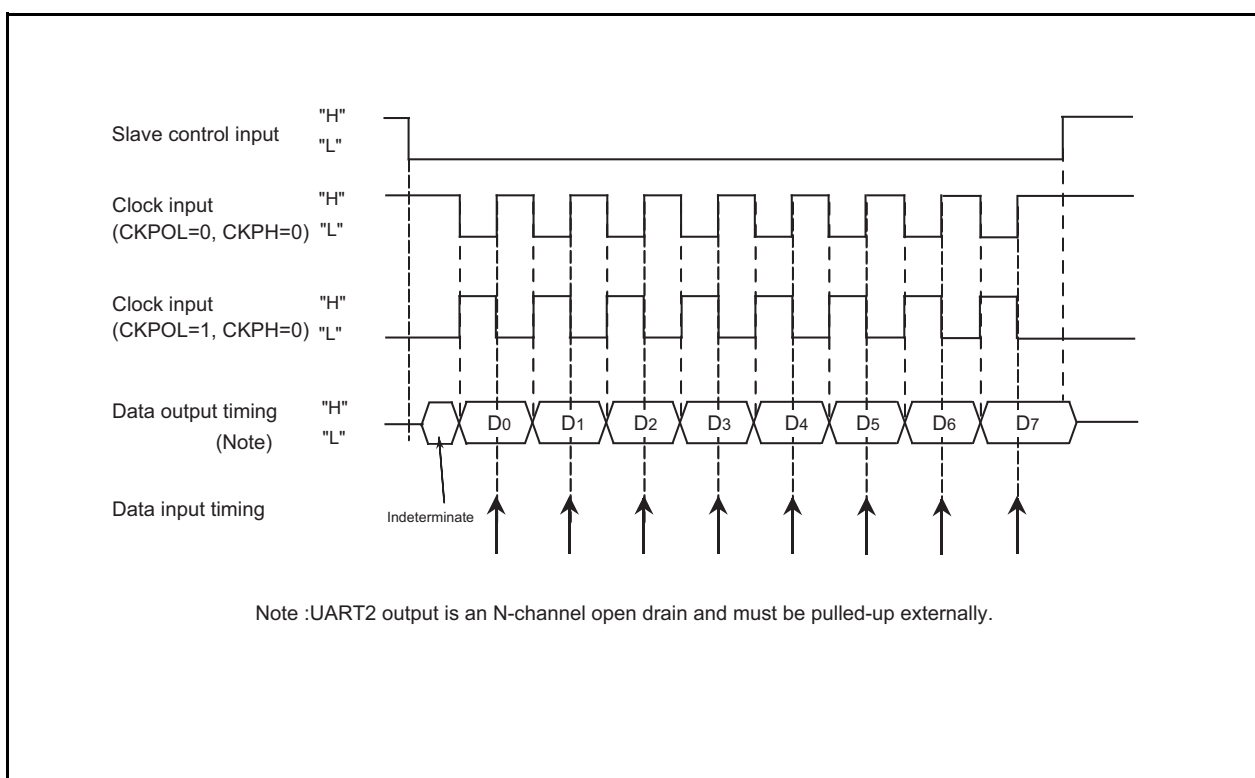 "H"
Slave control input
"L"
Clock input "H"
(CKPOL=0, CKPH=0) "L"
Clock input "H"
(CKPOL=1, CKPH=0) "L"
Data output timing "H"
(Note) "L"
D0 D1 D2 D3 D4 D5 D6 D7
Data input timing
Indeterminate
Note :UART2 output is an N-channel open drain and must be pulled-up externally.